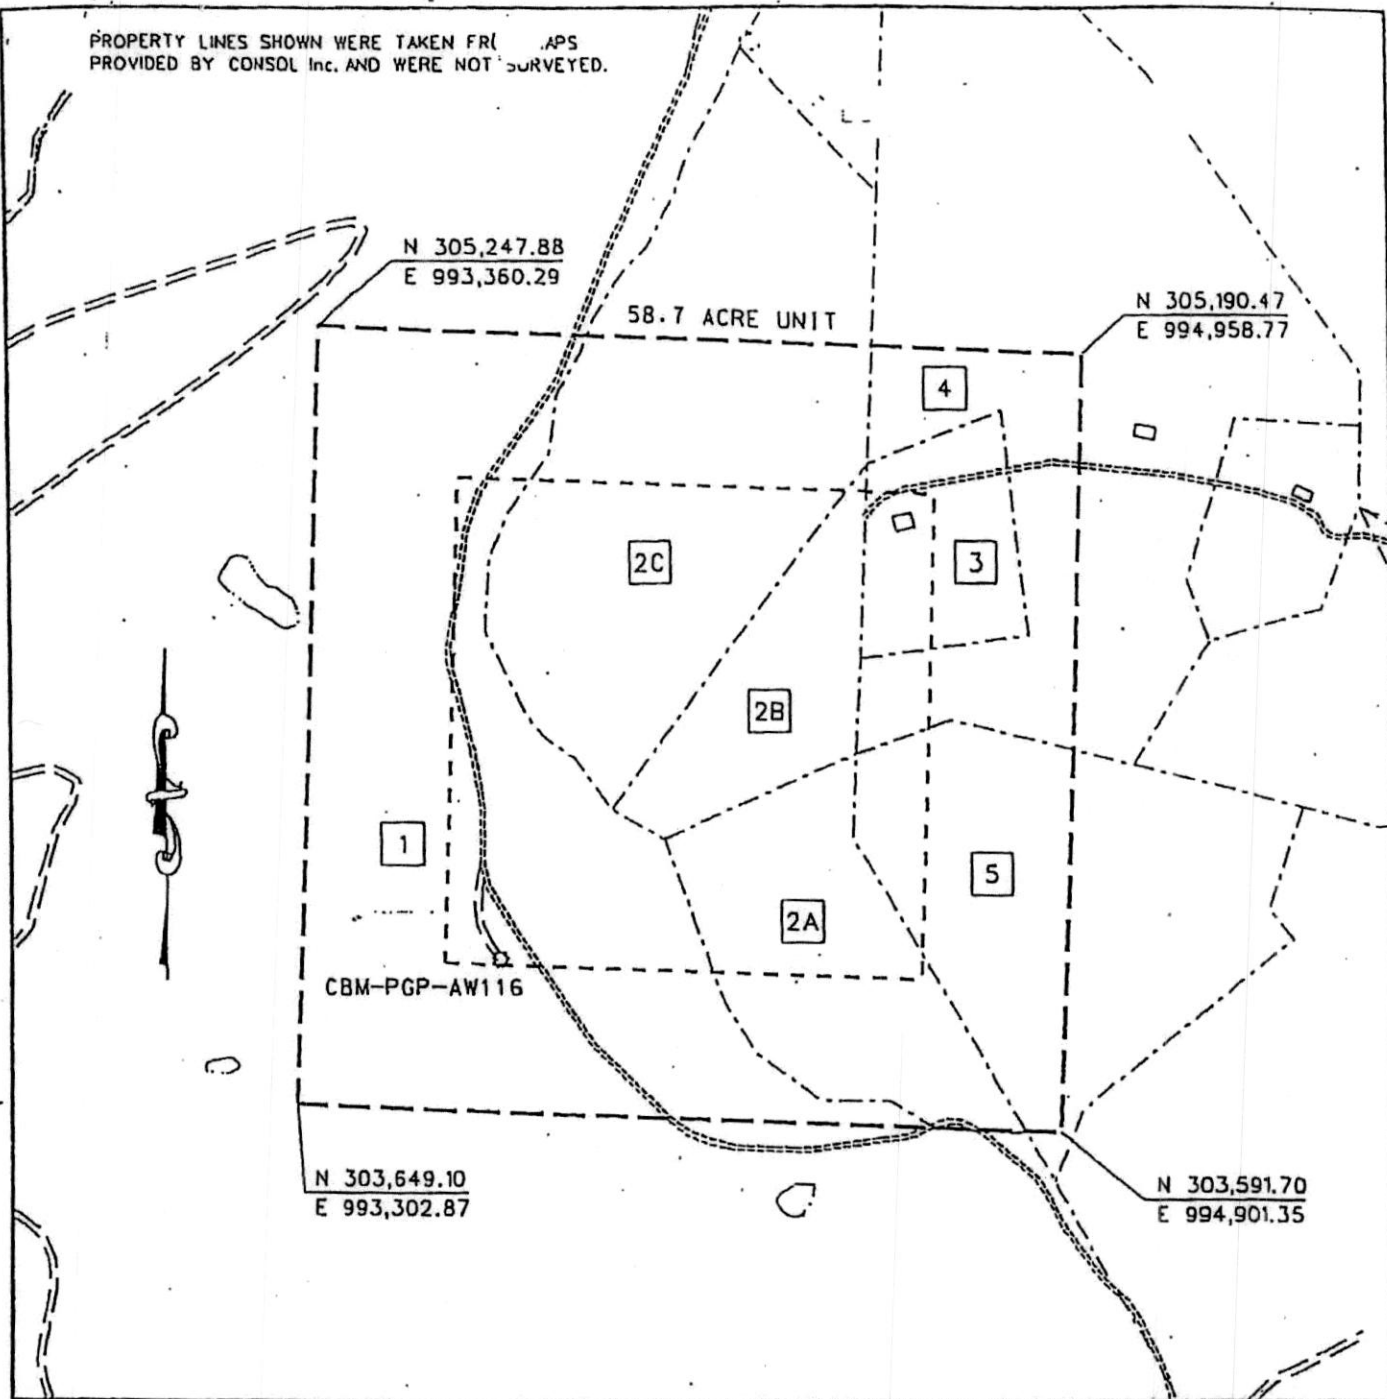 PROPERTY LINES SHOWN WERE TAKEN
PROVIDED BY CONSOL Inc. AND WERE NOT SURVEYED.
N 305,247.88
E 993,360.29
58.7 ACRE UNIT
N 305,190.47
E 994,958.77
4
2C
3
2B
1
5
2A
CBM-PGP-AW116
N 303,649.10
E 993,302.87
N 303,591.70
E 994,901.35